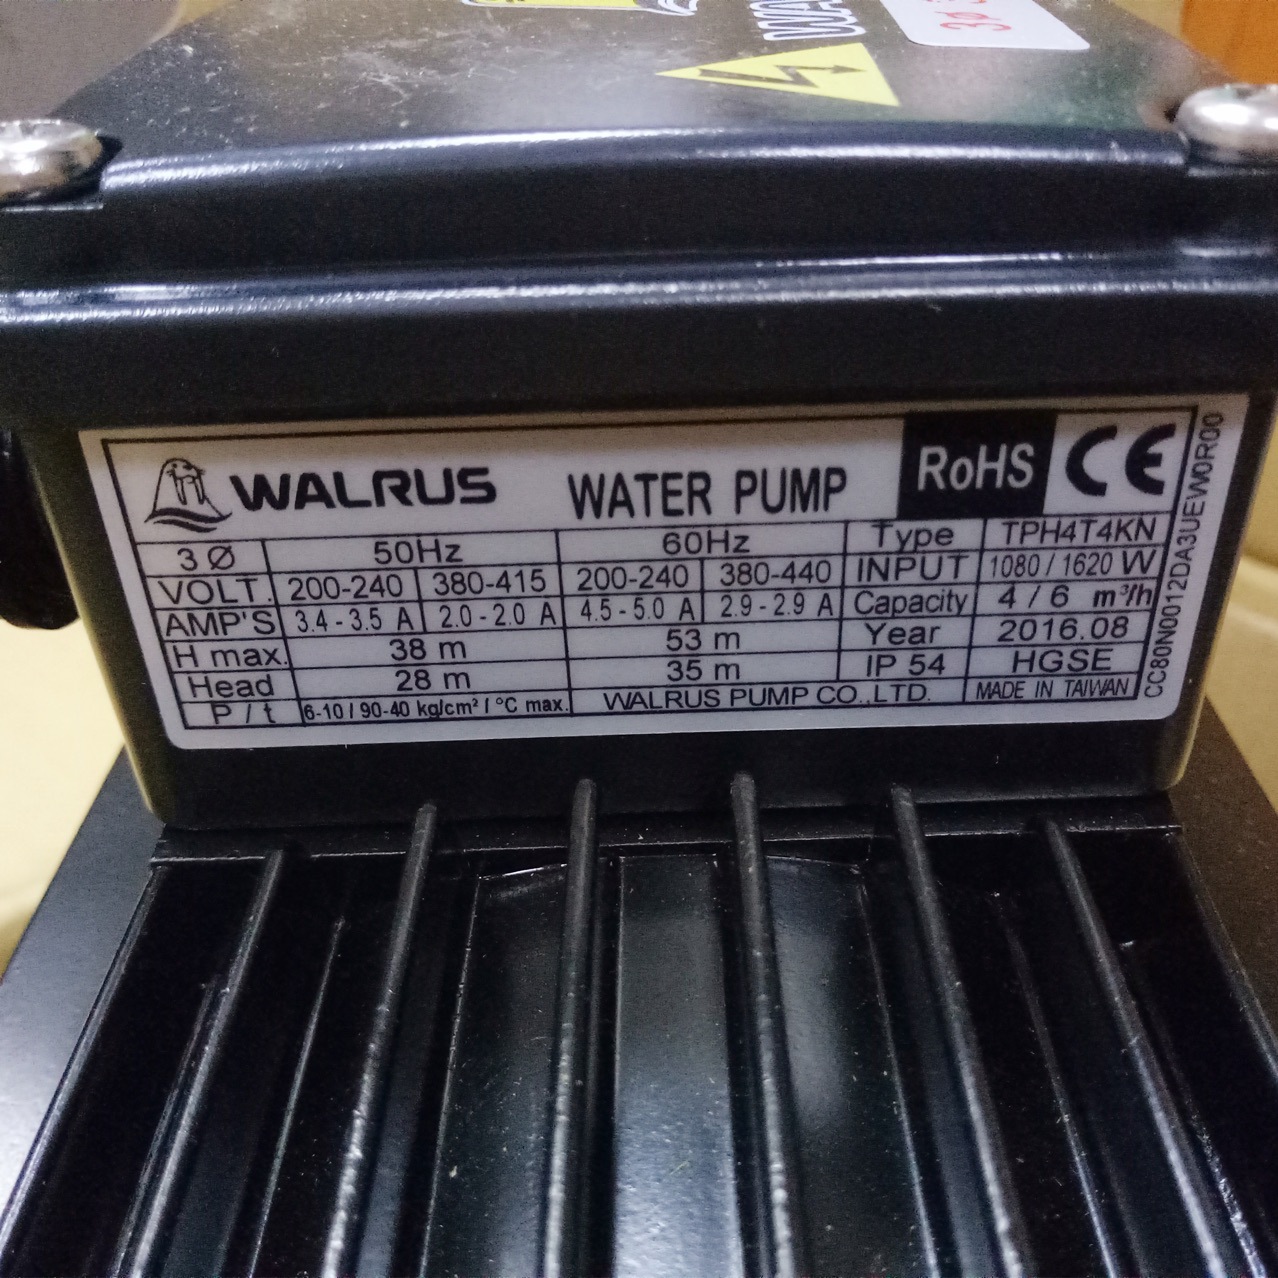 WALRUS WATER PUMP RoHS CE
3 Ø 50Hz 60Hz Type TPH4T4KN
VOLT. 200-240 380-415 200-240 380-440 INPUT 1080 / 1620 W
AMP'S 3.4 - 3.5 A 2.0 - 2.0 A 4.5 - 5.0 A 2.9 - 2.9 A Capacity 4 / 6 m³/h
H max. 38 m 53 m Year 2016.08
Head 28 m 35 m IP 54 HGSE
P / t 6-10 / 90-40 kg/cm² / °C max. WALRUS PUMP CO.,LTD. MADE IN TAIWAN
CC80N0012DA3UEW0R00